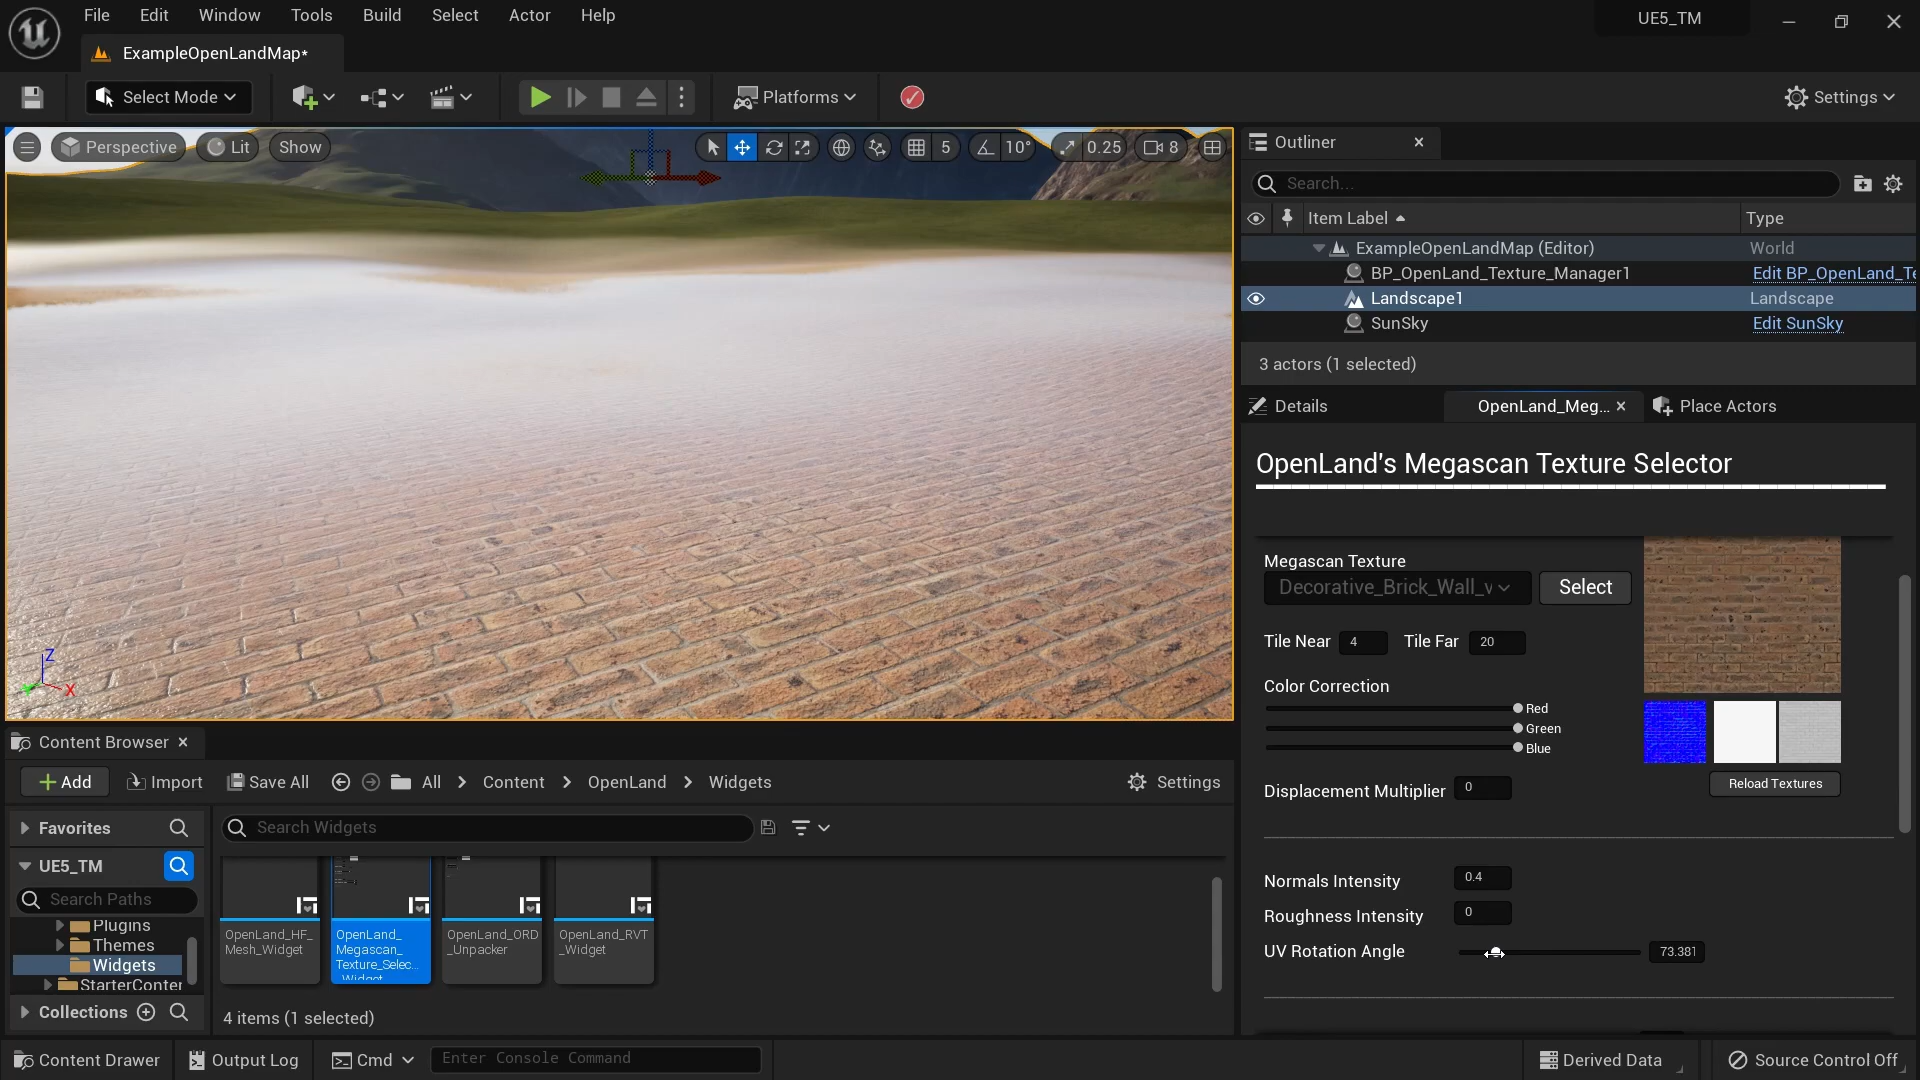 File Edit Window Tools Build Select Actor Help
UE5_TM
ExampleOpenLandMap*
Select Mode
Platforms
Settings
Perspective Lit Show
5 10° 0.25 8
Z
X
Outliner
Search...
Item Label Type
ExampleOpenLandMap (Editor) World
BP_OpenLand_Texture_Manager1 Edit BP_OpenLand_Te
Landscape1 Landscape
SunSky Edit SunSky
3 actors (1 selected)
Details OpenLand_Meg... Place Actors
OpenLand's Megascan Texture Selector
Megascan Texture
Decorative_Brick_Wall_v Select
Tile Near 4 Tile Far 20
Color Correction
Red
Green
Blue
Reload Textures
Displacement Multiplier 0
Normals Intensity 0.4
Roughness Intensity 0
UV Rotation Angle 73.381
Content Browser
Add Import Save All All Content OpenLand Widgets Settings
Favorites
Search Widgets
UE5_TM
Search Paths
Plugins
Themes
Widgets
StarterConter
Collections
OpenLand_HF_
Mesh_Widget
OpenLand_
Megascan_
Texture_Selec...
_Widget
OpenLand_ORD
_Unpacker
OpenLand_RVT
_Widget
4 items (1 selected)
Content Drawer Output Log Cmd Enter Console Command Derived Data Source Control Off